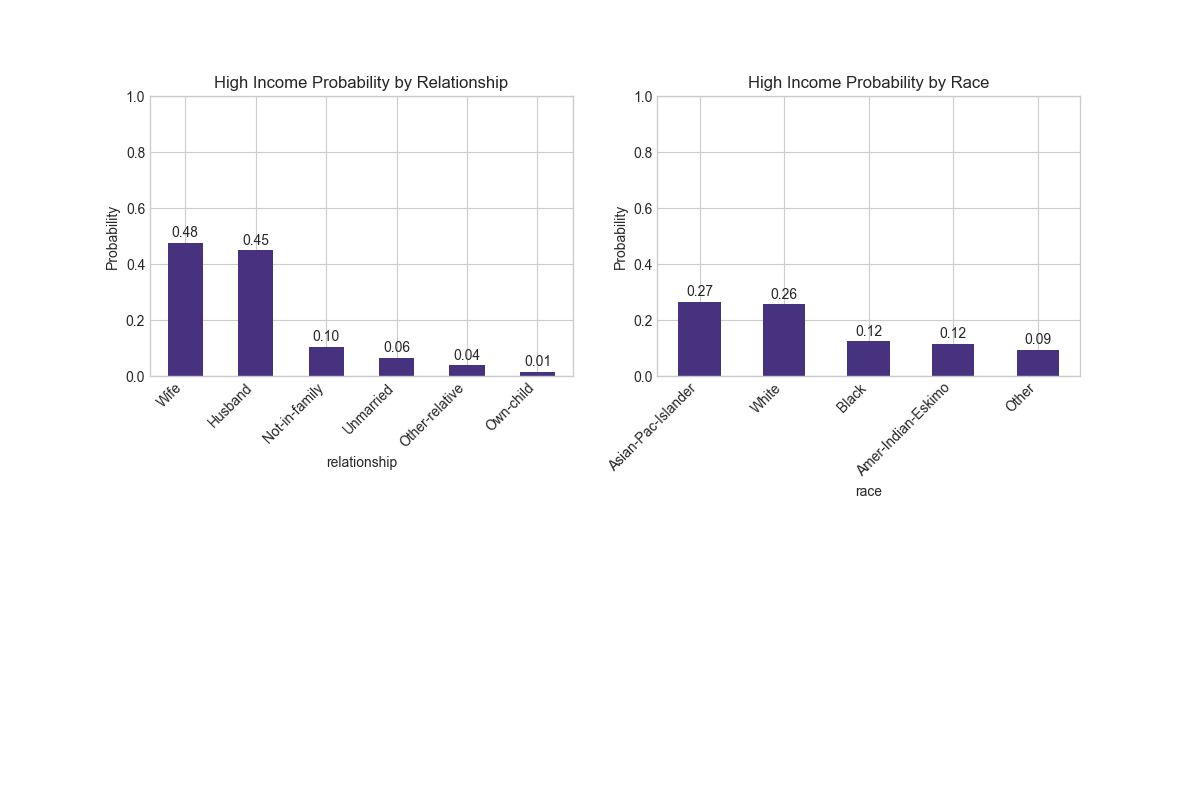 High Income Probability by Relationship
1.0
0.8
0.6
0.4
0.2
0.0
Probability
0.48
0.45
0.10
0.06
0.04
0.01
Wife
Husband
Not-in-family
Unmarried
Other-relative
Own-child
relationship
High Income Probability by Race
1.0
0.8
0.6
0.4
0.2
0.0
Probability
0.27
0.26
0.12
0.12
0.09
Asian-Pac-Islander
White
Black
Amer-Indian-Eskimo
Other
race